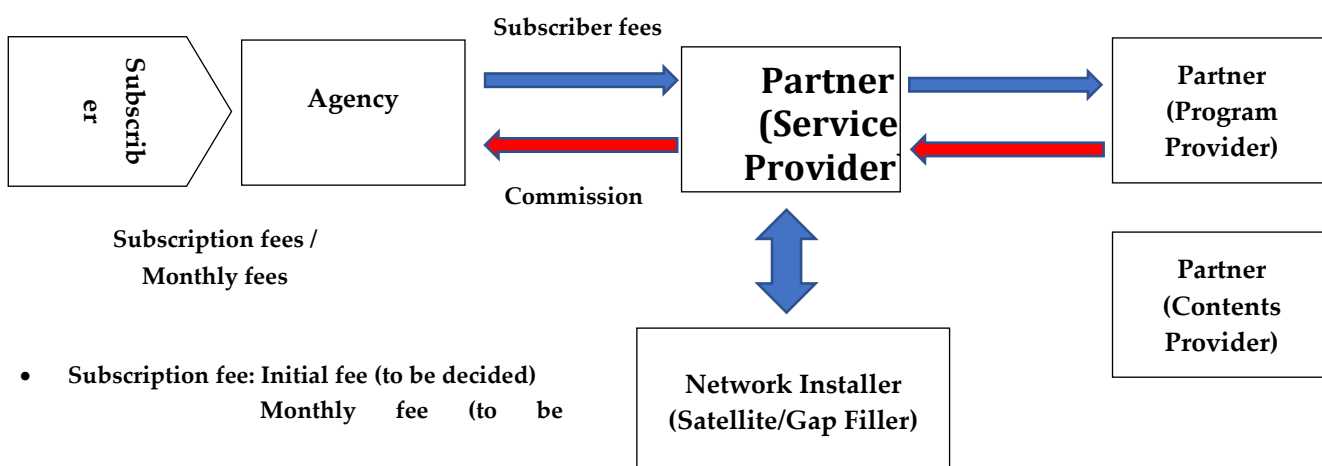 Subscriber fees
Subscrib
er
Agency
Partner
(Service
Provider)
Partner
(Program
Provider)
Commission
Subscription fees /
Monthly fees
Partner
(Contents
Provider)
• Subscription fee: Initial fee (to be decided)
Monthly fee (to be
Network Installer
(Satellite/Gap Filler)